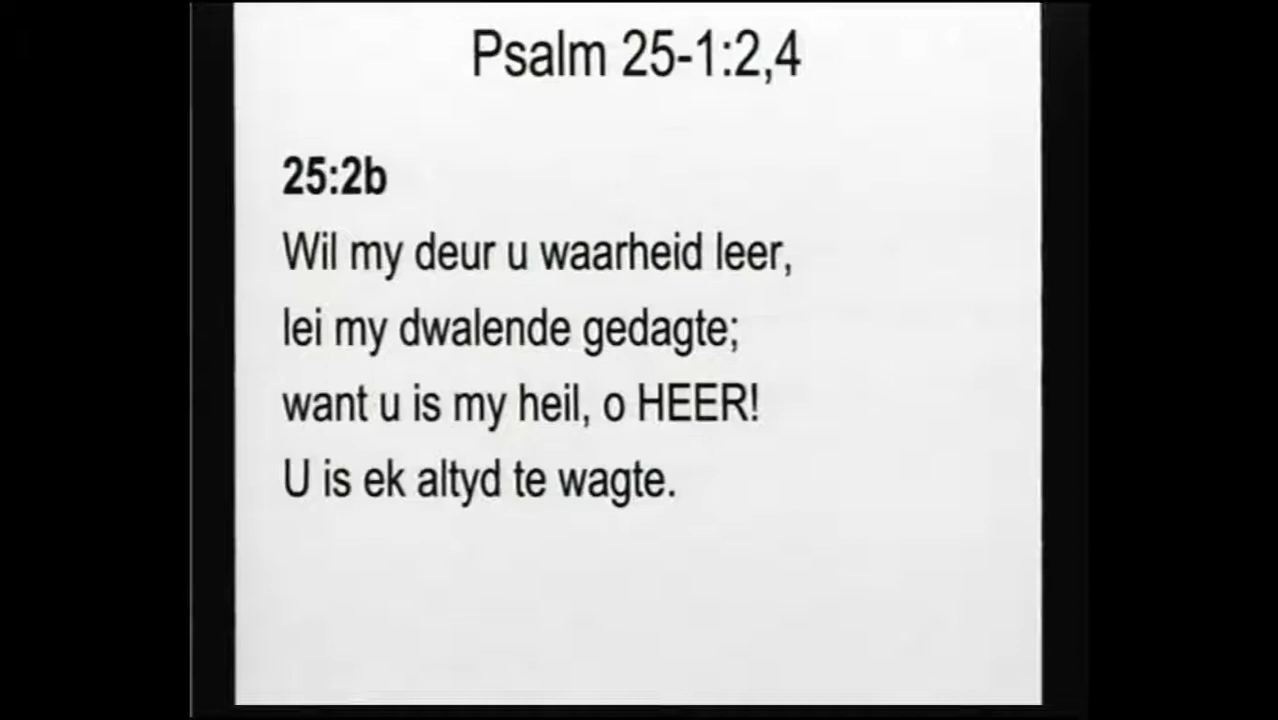 Psalm 25-1:2,4
25:2b
Wil my deur u waarheid leer,
lei my dwalende gedagte;
want u is my heil, o HEER!
U is ek altyd te wagte.